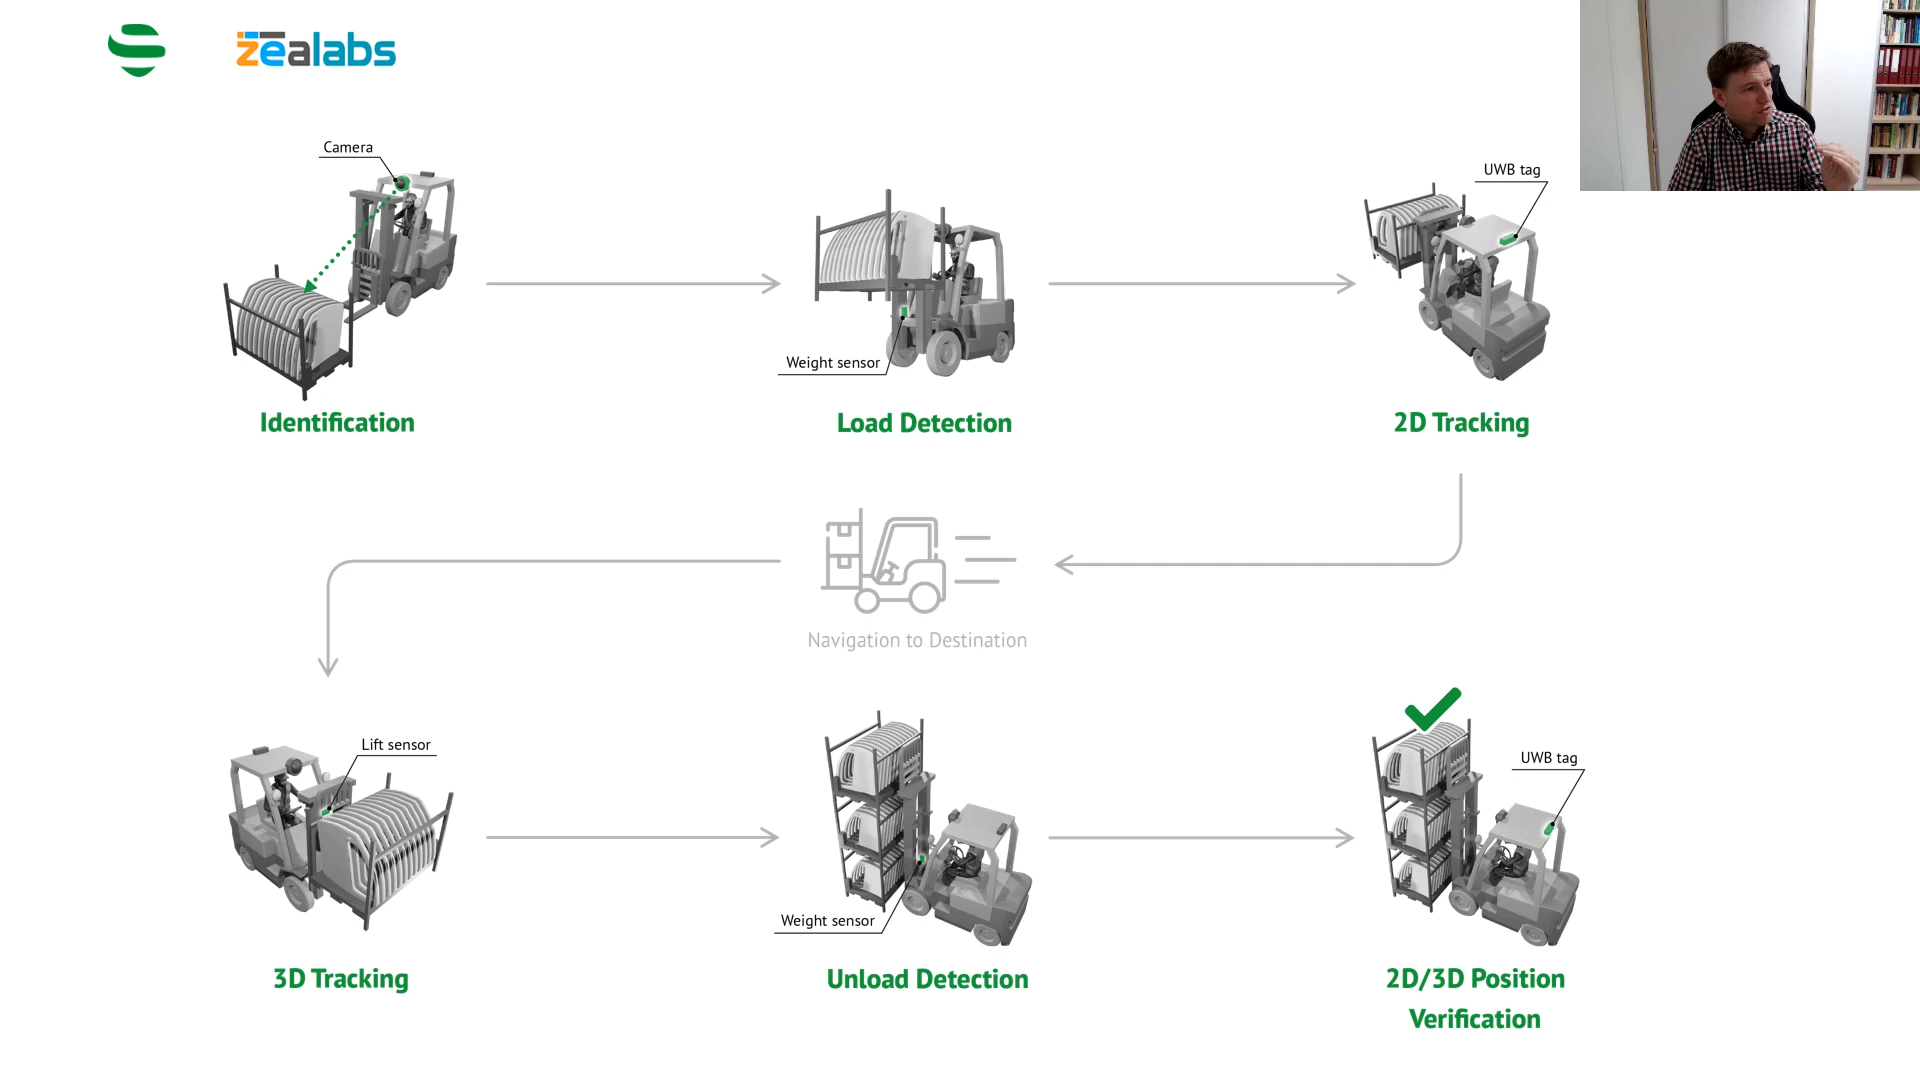 zealabs
Camera
UWB tag
Weight sensor
Identification
Load Detection
2D Tracking
Navigation to Destination
Lift sensor
UWB tag
Weight sensor
3D Tracking
Unload Detection
2D/3D Position
Verification